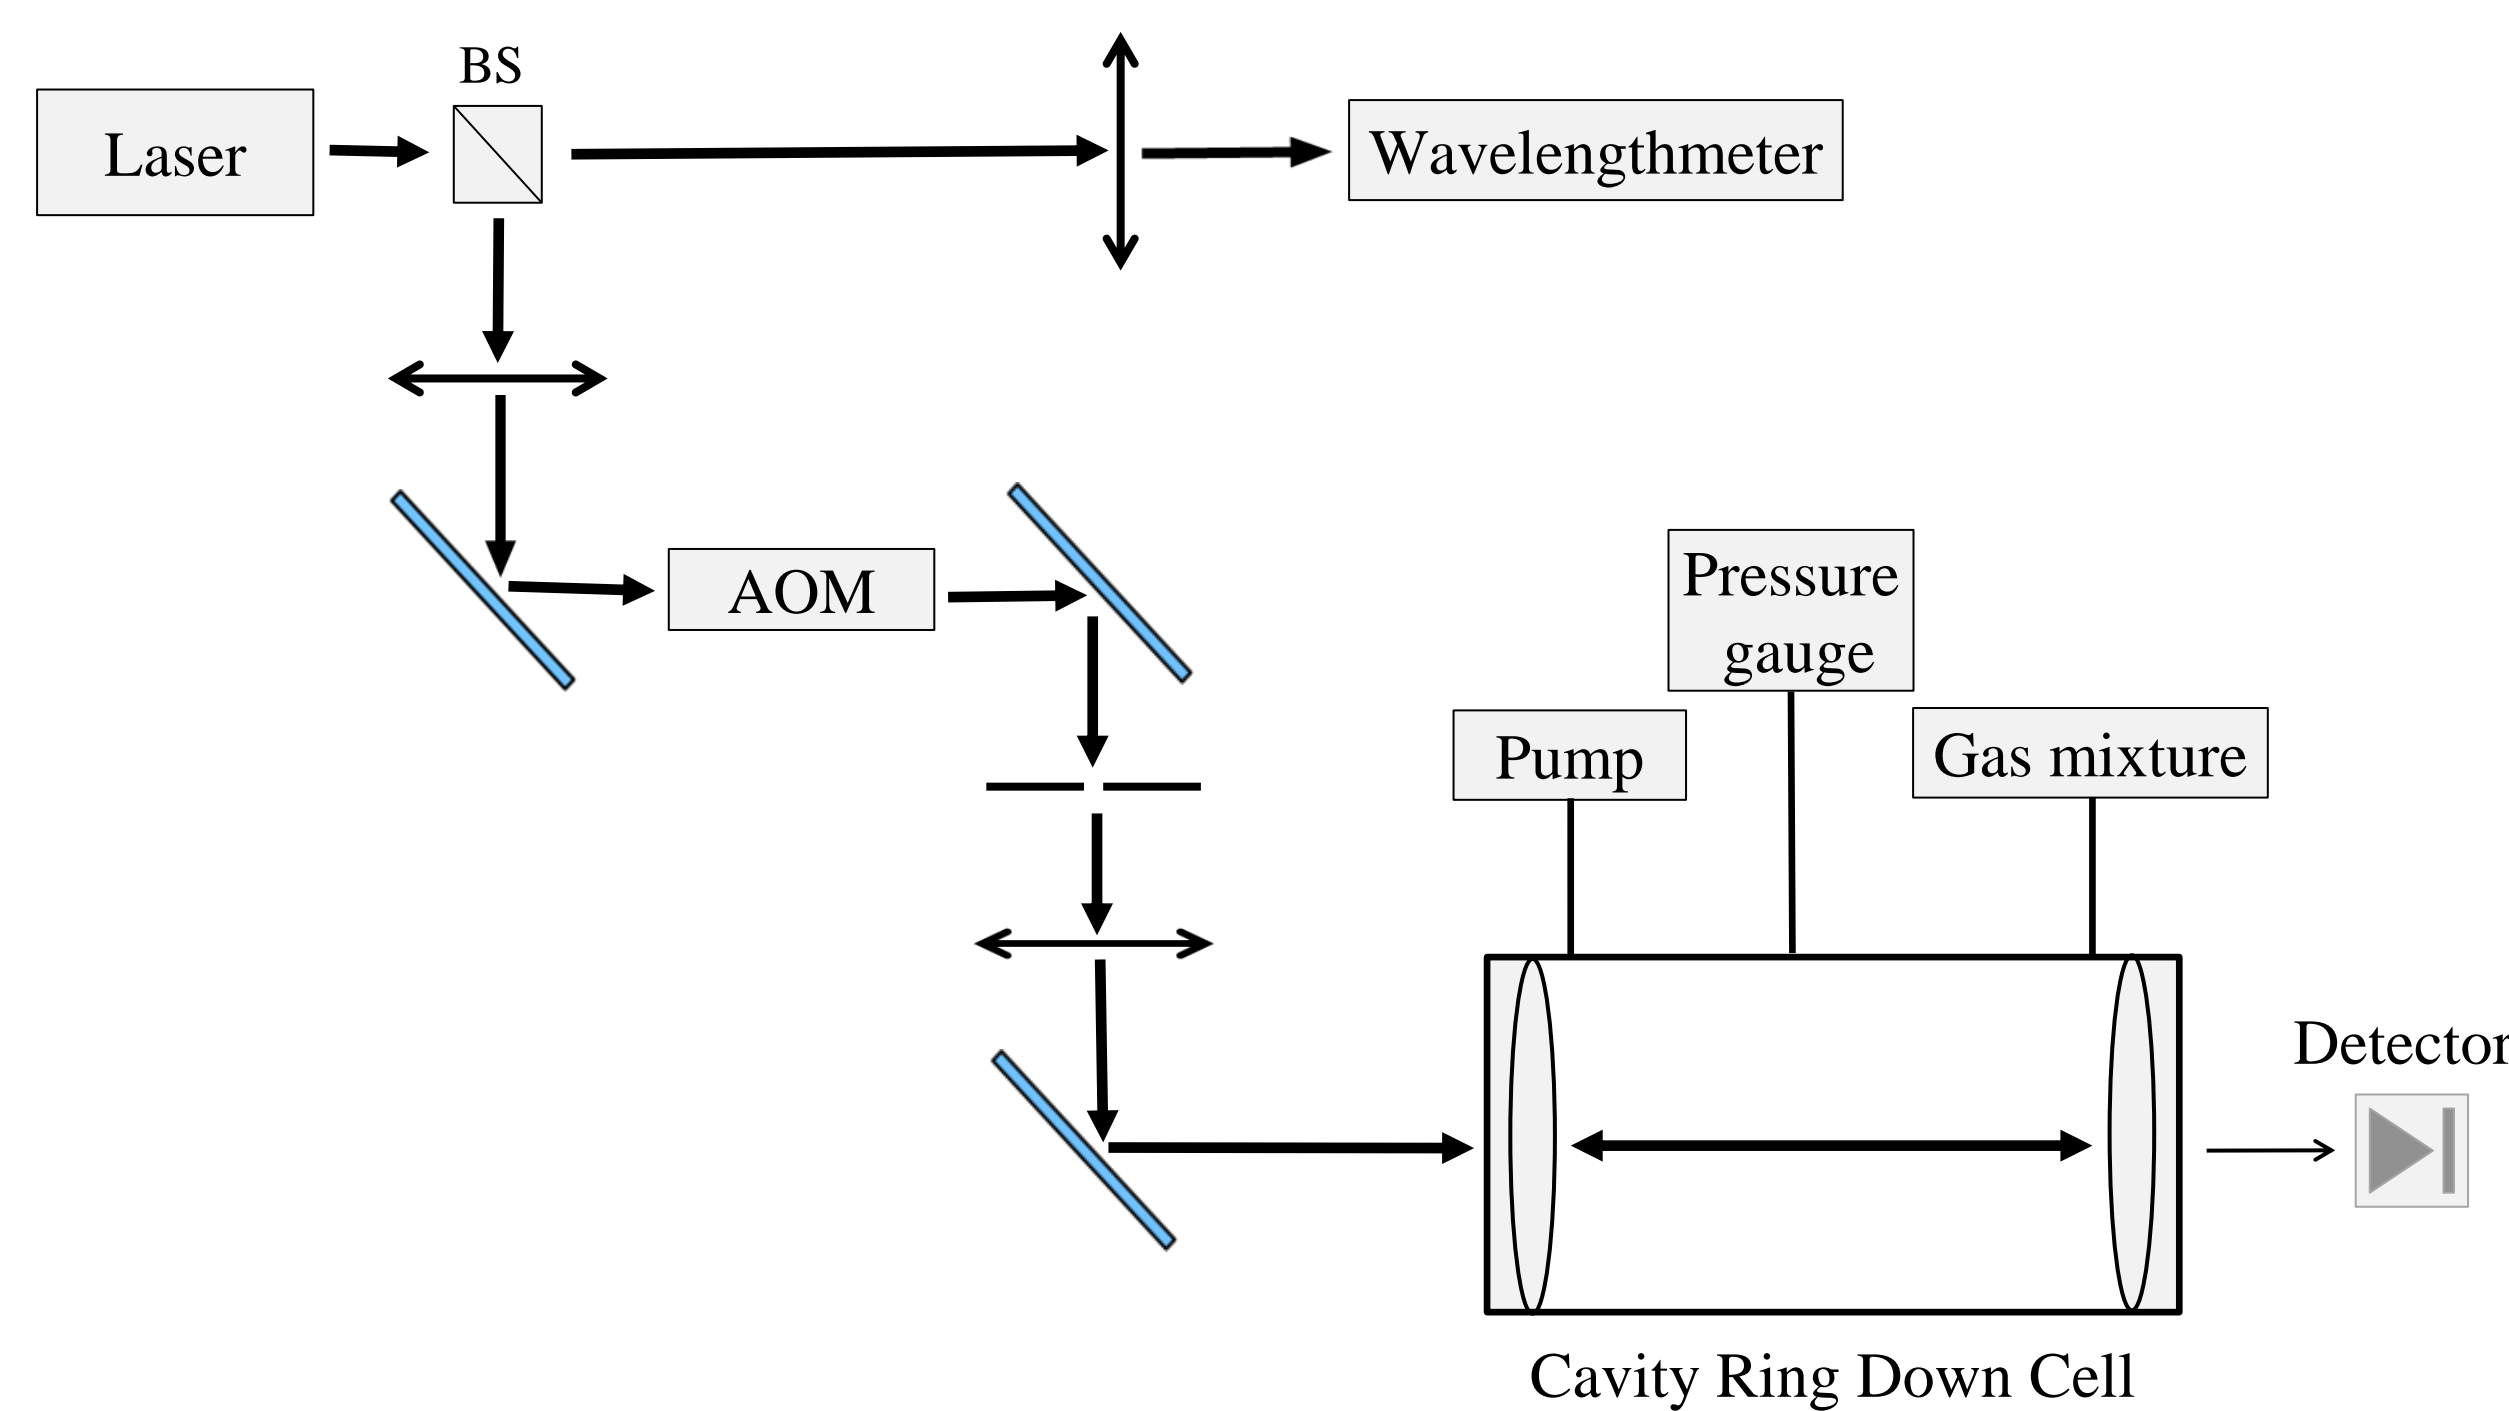 BS
Laser
Wavelengthmeter
AOM
Pressure
gauge
Pump
Gas mixture
Detector
Cavity Ring Down Cell